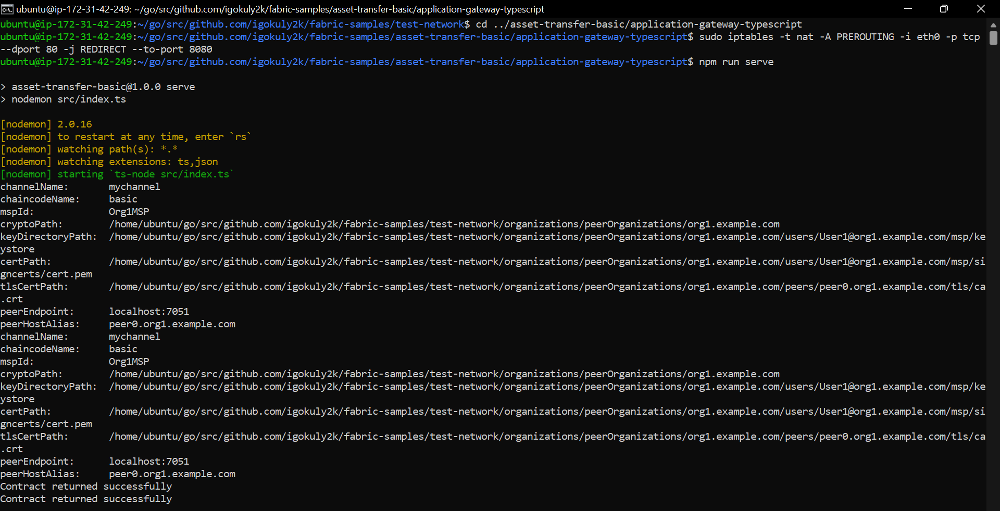 ubuntu@ip-172-31-42-249: ~/go/src/github.com/igokuly2k/fabric-samples/asset-transfer-basic/application-gateway-typescript
ubuntu@ip-172-31-42-249:~/go/src/github.com/igokuly2k/fabric-samples/test-network$ cd ../asset-transfer-basic/application-gateway-typescript
ubuntu@ip-172-31-42-249:~/go/src/github.com/igokuly2k/fabric-samples/asset-transfer-basic/application-gateway-typescript$ sudo iptables -t nat -A PREROUTING -i eth0 -p tcp
--dport 80 -j REDIRECT --to-port 8080
ubuntu@ip-172-31-42-249:~/go/src/github.com/igokuly2k/fabric-samples/asset-transfer-basic/application-gateway-typescript$ npm run serve
> asset-transfer-basic@1.0.0 serve
> nodemon src/index.ts
[nodemon] 2.0.16
[nodemon] to restart at any time, enter `rs`
[nodemon] watching path(s): *.*
[nodemon] watching extensions: ts,json
[nodemon] starting `ts-node src/index.ts`
channelName:       mychannel
chaincodeName:     basic
mspId:             Org1MSP
cryptoPath:        /home/ubuntu/go/src/github.com/igokuly2k/fabric-samples/test-network/organizations/peerOrganizations/org1.example.com
keyDirectoryPath:  /home/ubuntu/go/src/github.com/igokuly2k/fabric-samples/test-network/organizations/peerOrganizations/org1.example.com/users/User1@org1.example.com/msp/ke
ystore
certPath:          /home/ubuntu/go/src/github.com/igokuly2k/fabric-samples/test-network/organizations/peerOrganizations/org1.example.com/users/User1@org1.example.com/msp/si
gncerts/cert.pem
tlsCertPath:       /home/ubuntu/go/src/github.com/igokuly2k/fabric-samples/test-network/organizations/peerOrganizations/org1.example.com/peers/peer0.org1.example.com/tls/ca
.crt
peerEndpoint:      localhost:7051
peerHostAlias:     peer0.org1.example.com
channelName:       mychannel
chaincodeName:     basic
mspId:             Org1MSP
cryptoPath:        /home/ubuntu/go/src/github.com/igokuly2k/fabric-samples/test-network/organizations/peerOrganizations/org1.example.com
keyDirectoryPath:  /home/ubuntu/go/src/github.com/igokuly2k/fabric-samples/test-network/organizations/peerOrganizations/org1.example.com/users/User1@org1.example.com/msp/ke
ystore
certPath:          /home/ubuntu/go/src/github.com/igokuly2k/fabric-samples/test-network/organizations/peerOrganizations/org1.example.com/users/User1@org1.example.com/msp/si
gncerts/cert.pem
tlsCertPath:       /home/ubuntu/go/src/github.com/igokuly2k/fabric-samples/test-network/organizations/peerOrganizations/org1.example.com/peers/peer0.org1.example.com/tls/ca
.crt
peerEndpoint:      localhost:7051
peerHostAlias:     peer0.org1.example.com
Contract returned successfully
Contract returned successfully